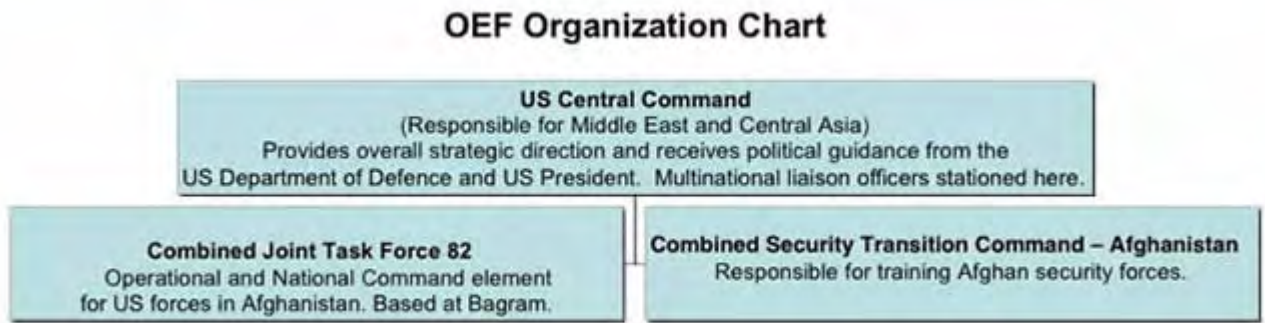 OEF Organization Chart
US Central Command
(Responsible for Middle East and Central Asia)
Provides overall strategic direction and receives political guidance from the
US Department of Defence and US President. Multinational liaison officers stationed here.
Combined Joint Task Force 82
Operational and National Command element
for US forces in Afghanistan. Based at Bagram.
Combined Security Transition Command – Afghanistan
Responsible for training Afghan security forces.